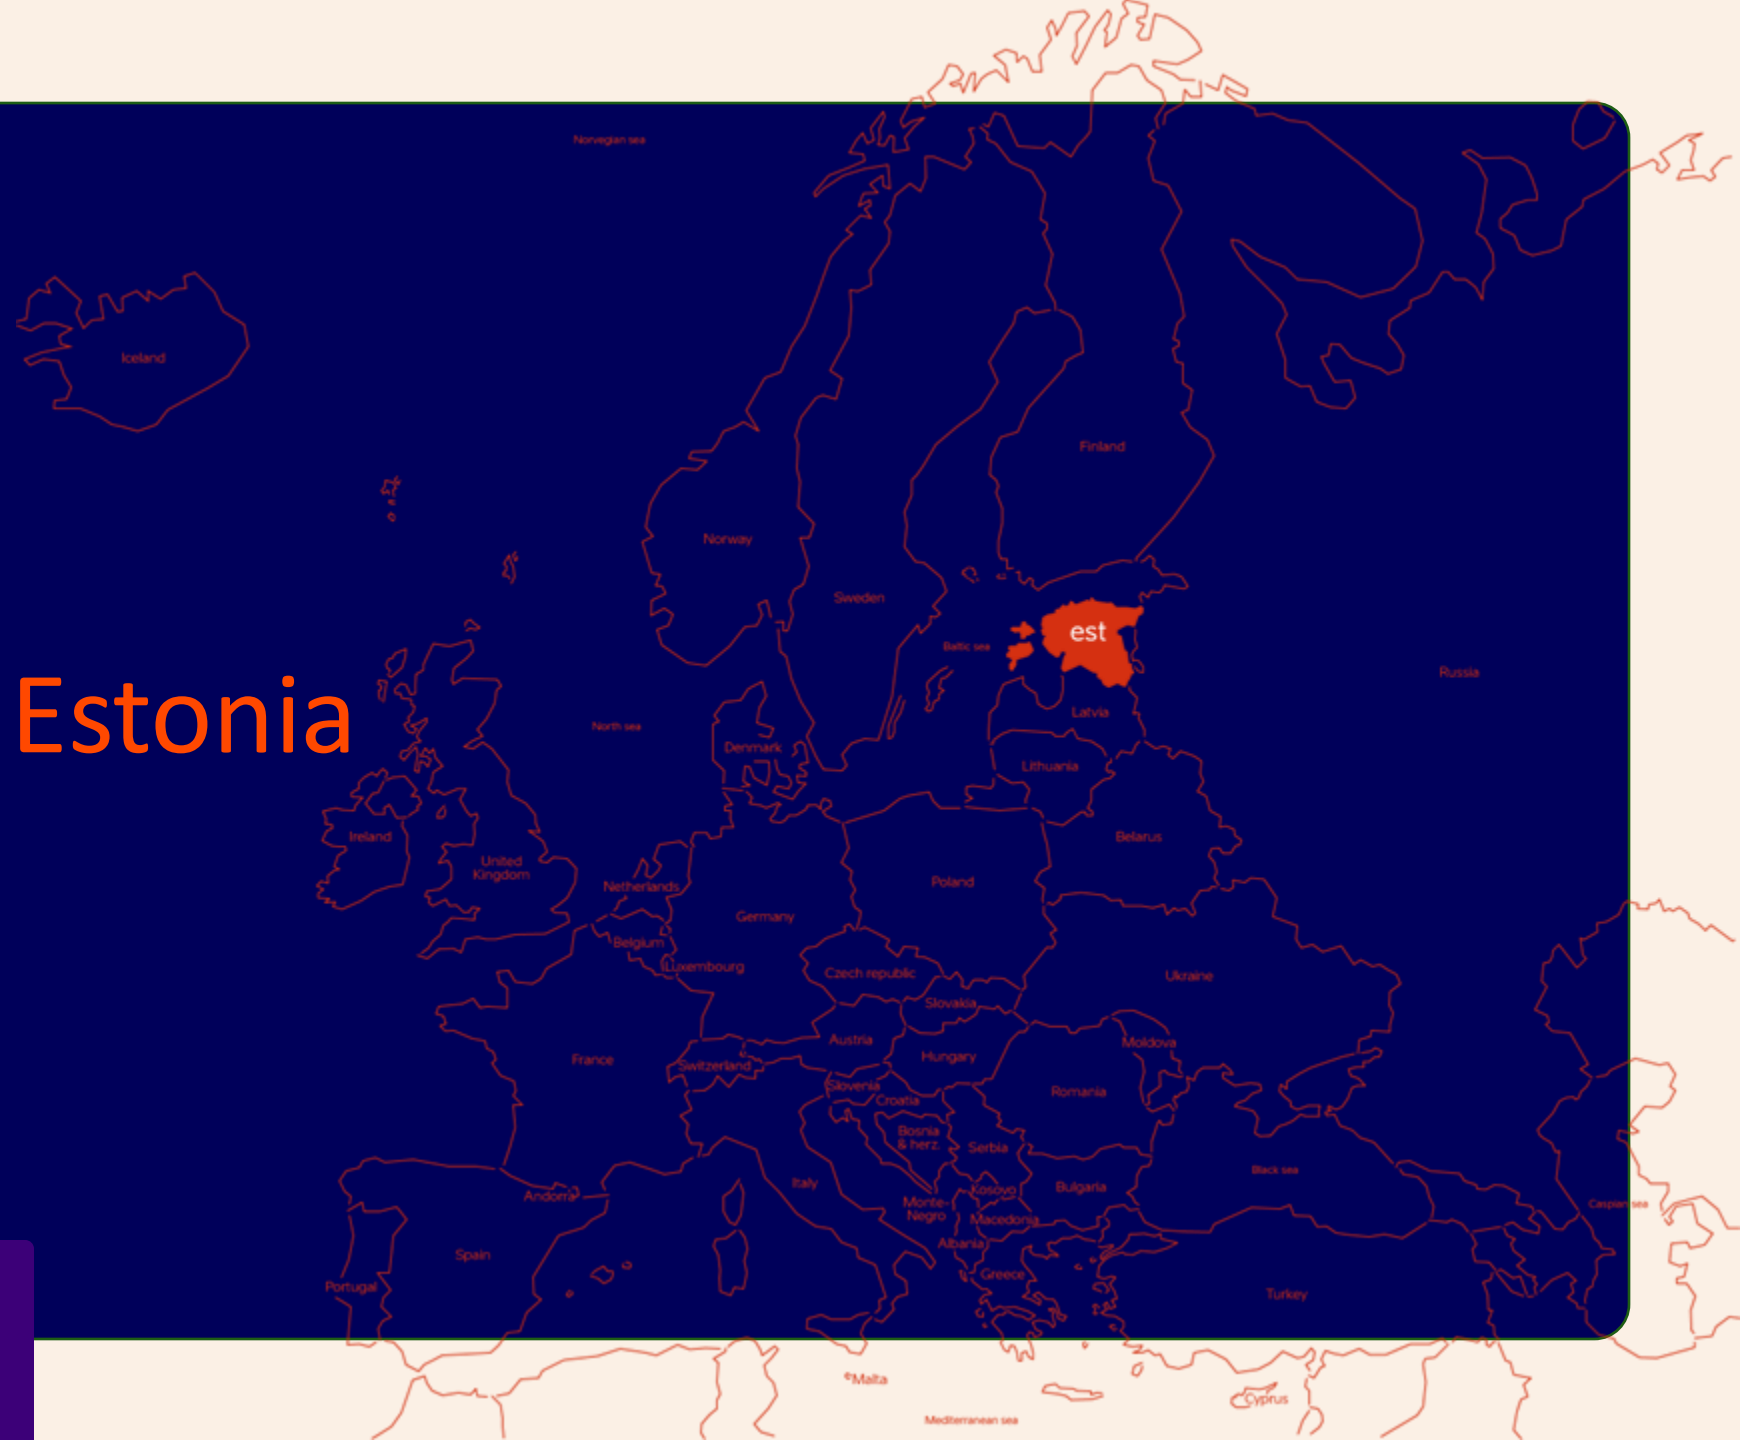 Norwegian sea
Iceland
Finland
Norway
Sweden
est
Baltic sea
Russia
Estonia
Latvia
North sea
Denmark
Lithuania
Ireland
Belarus
United
Kingdom
Netherlands
Poland
Germany
Belgium
Luxembourg
Czech republic
Ukraine
Slovakia
Austria
Moldova
France
Hungary
Switzerland
Slovenia
Romania
Croatia
Bosnia
& herz.
Serbia
Black sea
Italy
Kosovo
Bulgaria
Andorra
Monte-
Negro
Caspian sea
Macedonia
Albania
Spain
Greece
Portugal
Turkey
Malta
Cyprus
Mediterranean sea